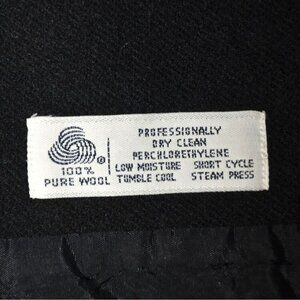 PROFESSIONALLY
DRY CLEAN
PERCHLORETHYLENE
LOW MOISTURE SHORT CYCLE
TUMBLE COOL STEAM PRESS
®
100%
PURE WOOL